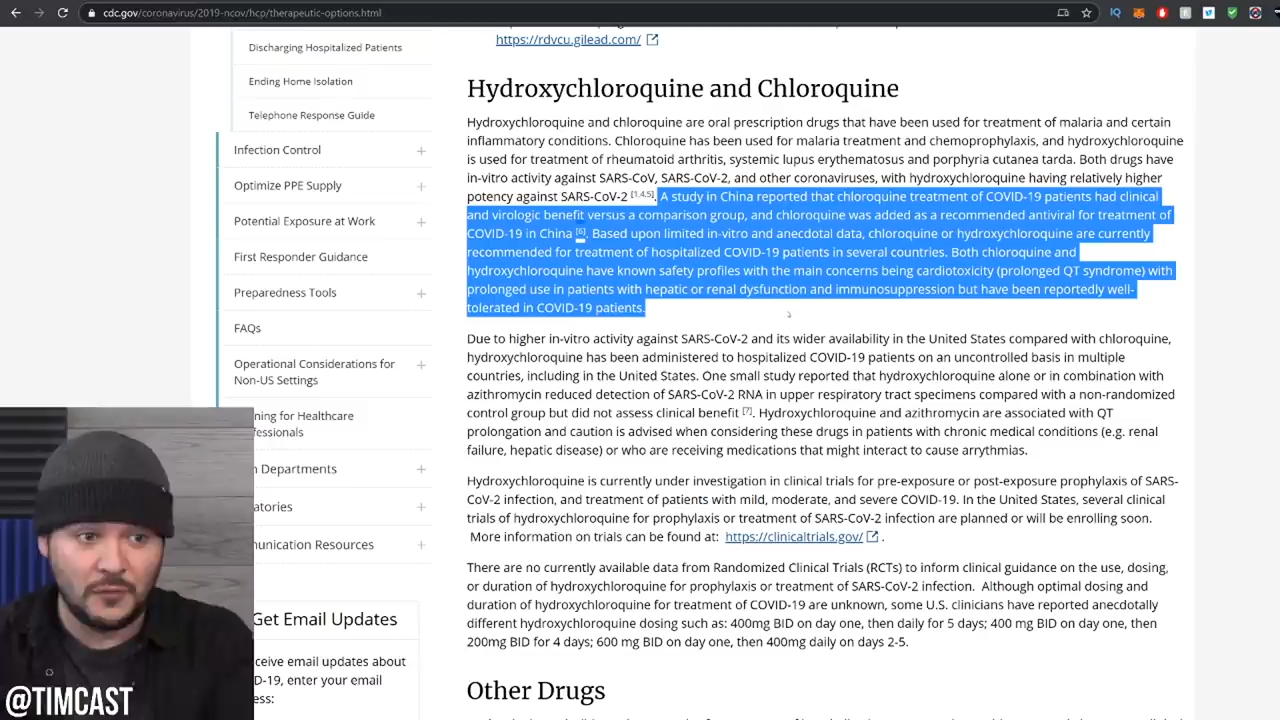 cdc.gov/coronavirus/2019-ncov/hcp/therapeutic-options.html
Discharging Hospitalized Patients
Ending Home Isolation
Telephone Response Guide
Infection Control
Optimize PPE Supply
Potential Exposure at Work
First Responder Guidance
Preparedness Tools
FAQs
Operational Considerations for
Non-US Settings
ning for Healthcare
fessionals
Departments
atories
unication Resources
Get Email Updates
ceive email updates about
D-19, enter your email
ess:
@TIMCAST
https://rdvcu.gilead.com/
Hydroxychloroquine and Chloroquine
Hydroxychloroquine and chloroquine are oral prescription drugs that have been used for treatment of malaria and certain
inflammatory conditions. Chloroquine has been used for malaria treatment and chemoprophylaxis, and hydroxychloroquine
is used for treatment of rheumatoid arthritis, systemic lupus erythematosus and porphyria cutanea tarda. Both drugs have
in-vitro activity against SARS-CoV, SARS-CoV-2, and other coronaviruses, with hydroxychloroquine having relatively higher
potency against SARS-CoV-2 [1,4,5]. A study in China reported that chloroquine treatment of COVID-19 patients had clinical
and virologic benefit versus a comparison group, and chloroquine was added as a recommended antiviral for treatment of
COVID-19 in China [6]. Based upon limited in-vitro and anecdotal data, chloroquine or hydroxychloroquine are currently
recommended for treatment of hospitalized COVID-19 patients in several countries. Both chloroquine and
hydroxychloroquine have known safety profiles with the main concerns being cardiotoxicity (prolonged QT syndrome) with
prolonged use in patients with hepatic or renal dysfunction and immunosuppression but have been reportedly well-
tolerated in COVID-19 patients.
Due to higher in-vitro activity against SARS-CoV-2 and its wider availability in the United States compared with chloroquine,
hydroxychloroquine has been administered to hospitalized COVID-19 patients on an uncontrolled basis in multiple
countries, including in the United States. One small study reported that hydroxychloroquine alone or in combination with
azithromycin reduced detection of SARS-CoV-2 RNA in upper respiratory tract specimens compared with a non-randomized
control group but did not assess clinical benefit [7]. Hydroxychloroquine and azithromycin are associated with QT
prolongation and caution is advised when considering these drugs in patients with chronic medical conditions (e.g. renal
failure, hepatic disease) or who are receiving medications that might interact to cause arrythmias.
Hydroxychloroquine is currently under investigation in clinical trials for pre-exposure or post-exposure prophylaxis of SARS-
CoV-2 infection, and treatment of patients with mild, moderate, and severe COVID-19. In the United States, several clinical
trials of hydroxychloroquine for prophylaxis or treatment of SARS-CoV-2 infection are planned or will be enrolling soon.
More information on trials can be found at: https://clinicaltrials.gov/ .
There are no currently available data from Randomized Clinical Trials (RCTs) to inform clinical guidance on the use, dosing,
or duration of hydroxychloroquine for prophylaxis or treatment of SARS-CoV-2 infection. Although optimal dosing and
duration of hydroxychloroquine for treatment of COVID-19 are unknown, some U.S. clinicians have reported anecdotally
different hydroxychloroquine dosing such as: 400mg BID on day one, then daily for 5 days; 400 mg BID on day one, then
200mg BID for 4 days; 600 mg BID on day one, then 400mg daily on days 2-5.
Other Drugs